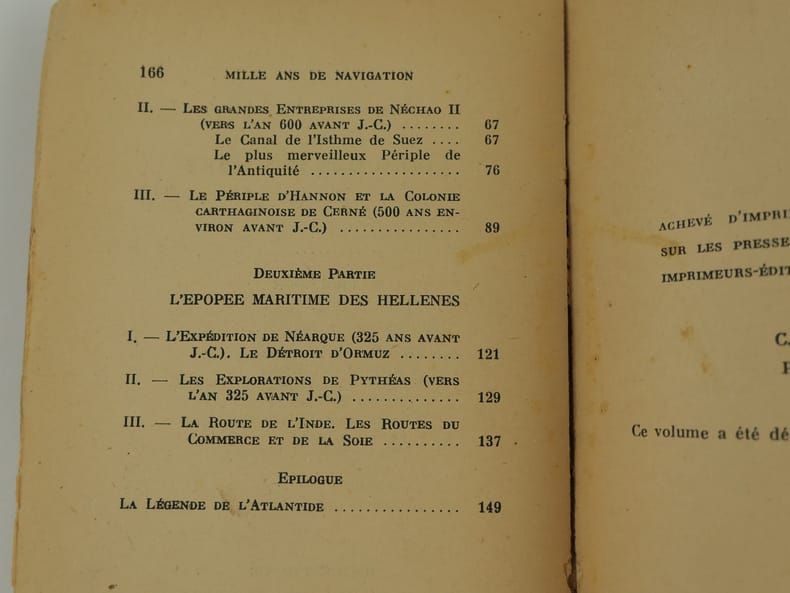 166 MILLE ANS DE NAVIGATION
II. — Les grandes Entreprises de Néchao II
(vers l'an 600 avant J.-C.) ........ 67
Le Canal de l'Isthme de Suez .... 67
Le plus merveilleux Périple de
l'Antiquité .................... 76
III. — Le Périple d'Hannon et la Colonie
carthaginoise de Cerné (500 ans en-
viron avant J.-C.) ................ 89
Deuxième Partie
L'EPOPEE MARITIME DES HELLENES
I. — L'Expédition de Néarque (325 ans avant
J.-C.). Le Détroit d'Ormuz ........ 121
II. — Les Explorations de Pythéas (vers
l'an 325 avant J.-C.) .............. 129
III. — La Route de l'Inde. Les Routes du
Commerce et de la Soie .......... 137
Epilogue
La Légende de l'Atlantide ................ 149
ACHEVÉ D'IMPRI
SUR LES PRESSE
IMPRIMEURS-ÉDIT
Ce volume a été dé